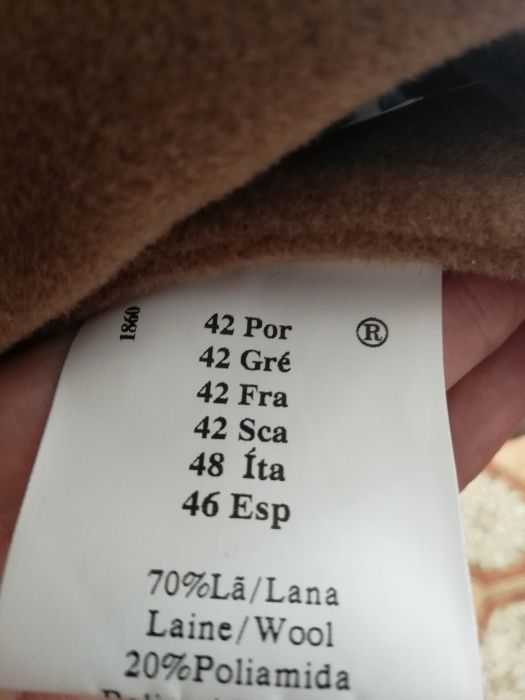 1860
42 Por ®
42 Gré
42 Fra
42 Sca
48 Íta
46 Esp
70%Lã/Lana
Laine/Wool
20%Poliamida